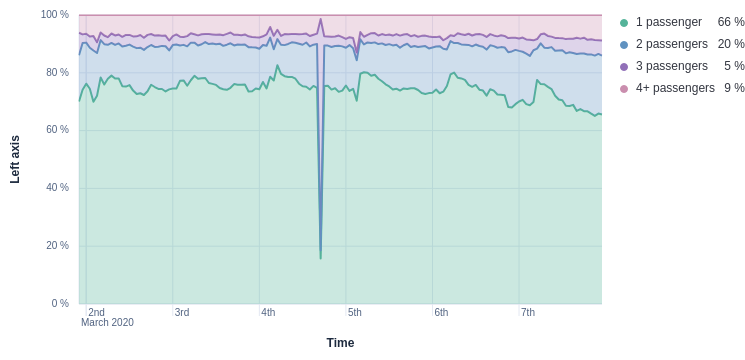 100 %
80 %
60 %
40 %
20 %
0 %
Left axis
2nd 3rd 4th 5th 6th 7th
March 2020
Time
1 passengers 66 %
2 passengers 20 %
3 passengers 5 %
4+ passengers 9 %